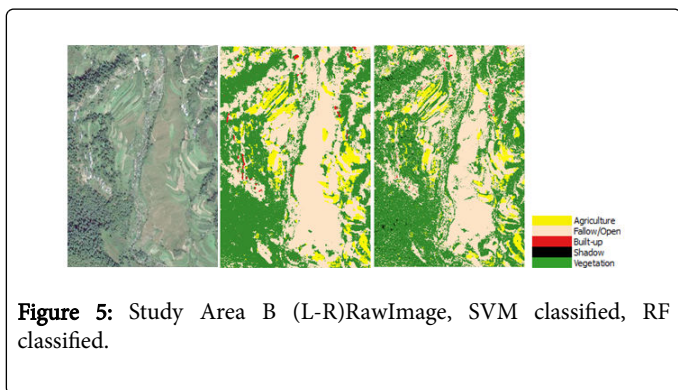 Agriculture
Fallow/Open
Built-up
Shadow
Vegetation
Figure 5: Study Area B (L-R)RawImage, SVM classified, RF
classified.